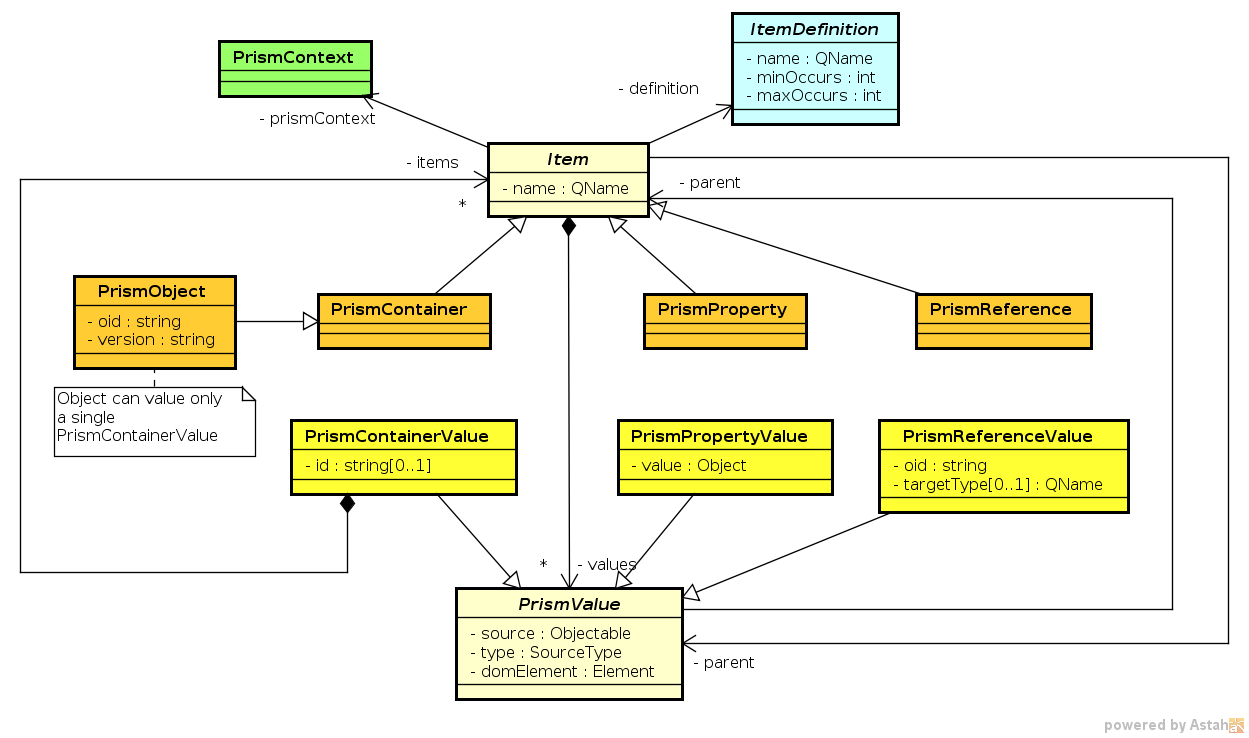 ItemDefinition
- name : QName
- minOccurs : int
- maxOccurs : int
PrismContext
- definition
- prismContext
Item
- name : QName
- items
*
- parent
PrismObject
- oid : string
- version : string
PrismContainer
PrismProperty
PrismReference
Object can value only
a single
PrismContainerValue
PrismContainerValue
- id : string[0..1]
PrismPropertyValue
- value : Object
PrismReferenceValue
- oid : string
- targetType[0..1] : QName
*
- values
PrismValue
- source : Objectable
- type : SourceType
- domElement : Element
- parent
powered by Astah